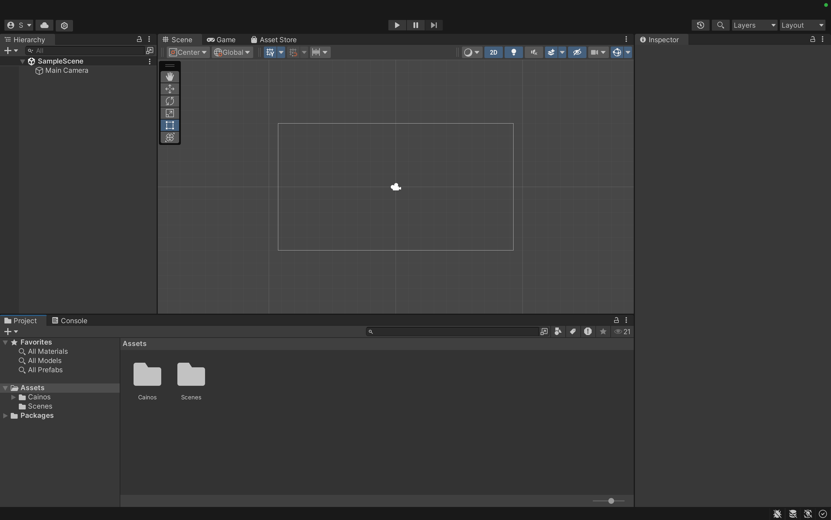 S
Layers
Layout
Hierarchy
All
SampleScene
Main Camera
Scene
Game
Asset Store
Center
Global
2D
Inspector
Project
Console
21
Favorites
All Materials
All Models
All Prefabs
Assets
Cainos
Scenes
Packages
Assets
Cainos
Scenes